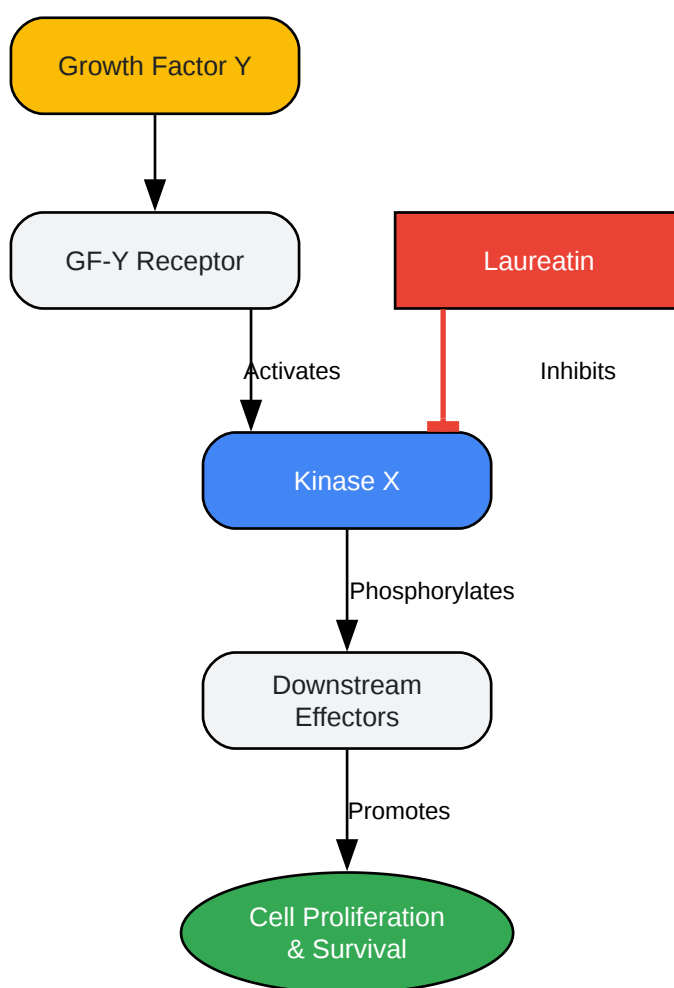 Growth Factor Y
GF-Y Receptor
Laureatin
Activates
Inhibits
Kinase X
Phosphorylates
Downstream
Effectors
Promotes
Cell Proliferation
& Survival